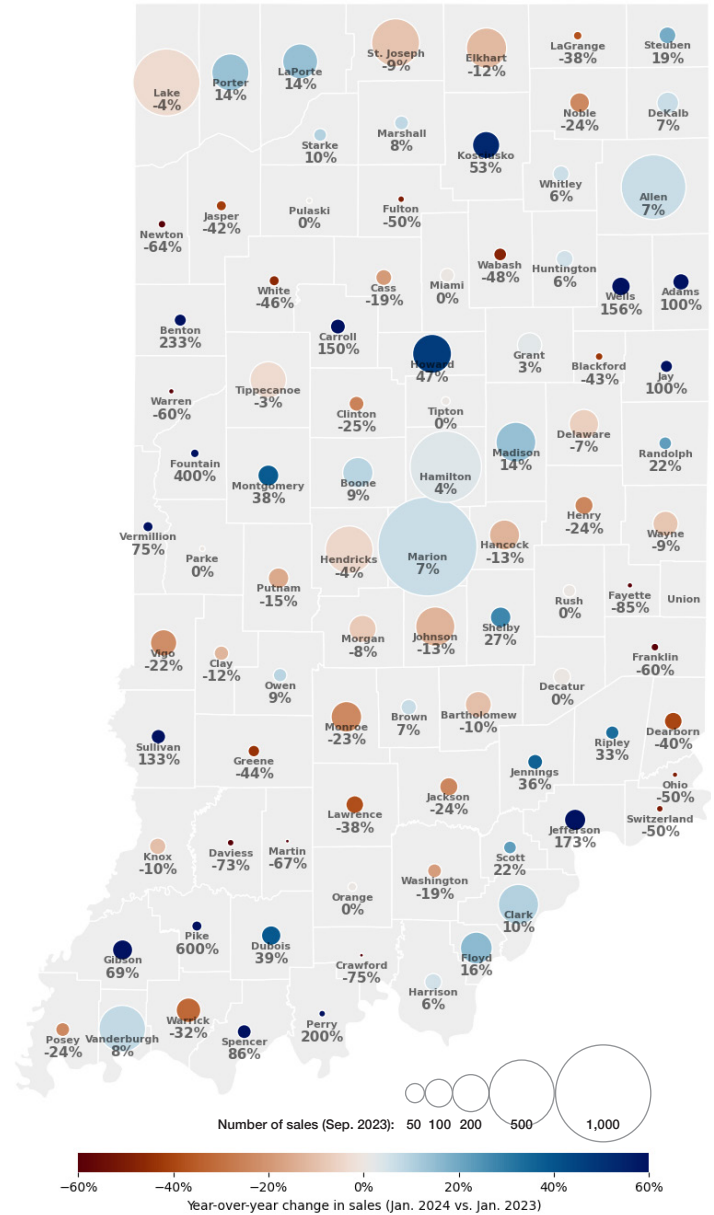 St. Joseph
-9%
Elkhart
-12%
LaGrange
-38%
Steuben
19%
Lake
-4%
Porter
14%
LaPorte
14%
Noble
-24%
DeKalb
7%
Starke
10%
Marshall
8%
Kosciusko
53%
Whitley
6%
Allen
7%
Newton
-64%
Jasper
-42%
Pulaski
0%
Fulton
-50%
White
-46%
Cass
-19%
Miami
0%
Wabash
-48%
Huntington
6%
Wells
156%
Adams
100%
Benton
233%
Carroll
150%
Howard
47%
Grant
3%
Blackford
-43%
Jay
100%
Warren
-60%
Tippecanoe
-3%
Clinton
-25%
Tipton
0%
Fountain
400%
Montgomery
38%
Boone
9%
Hamilton
4%
Madison
14%
Delaware
-7%
Randolph
22%
Vermillion
75%
Parke
0%
Putnam
-15%
Hendricks
-4%
Marion
7%
Hancock
-13%
Henry
-24%
Wayne
-9%
Rush
0%
Fayette
-85%
Union
Vigo
-22%
Clay
-12%
Owen
9%
Morgan
-8%
Johnson
-13%
Shelby
27%
Decatur
0%
Franklin
-60%
Sullivan
133%
Greene
-44%
Monroe
-23%
Brown
7%
Bartholomew
-10%
Jennings
36%
Ripley
33%
Dearborn
-40%
Ohio
-50%
Switzerland
-50%
Knox
-10%
Daviess
-73%
Martin
-67%
Lawrence
-38%
Jackson
-24%
Jefferson
173%
Scott
22%
Orange
0%
Washington
-19%
Clark
10%
Gibson
69%
Pike
600%
Dubois
39%
Crawford
-75%
Floyd
16%
Harrison
6%
Posey
-24%
Vanderburgh
8%
Warrick
-32%
Spencer
86%
Perry
200%
Number of sales (Sep. 2023): 50 100 200 500 1,000
−60% −40% −20% 0% 20% 40% 60%
Year-over-year change in sales (Jan. 2024 vs. Jan. 2023)